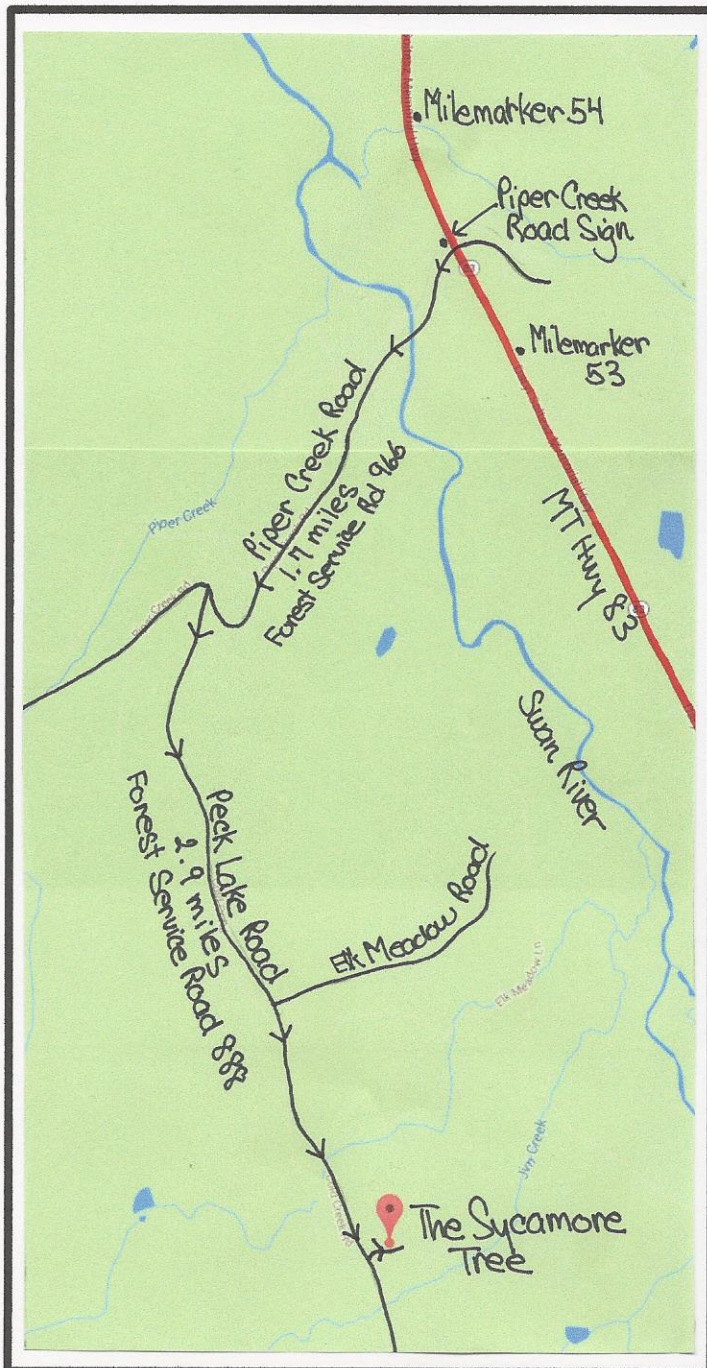 Milemarker 54
Piper Creek
Road Sign
Milemarker
53
Piper Creek Road
1.7 miles
Forest Service Rd 966
MT Hwy 83
Piper Creek
Swan River
Peck Lake Road
2.9 miles
Forest Service Road 888
Elk Meadow Road
Elk Meadow Ln
Jim Creek
The Sycamore
Tree